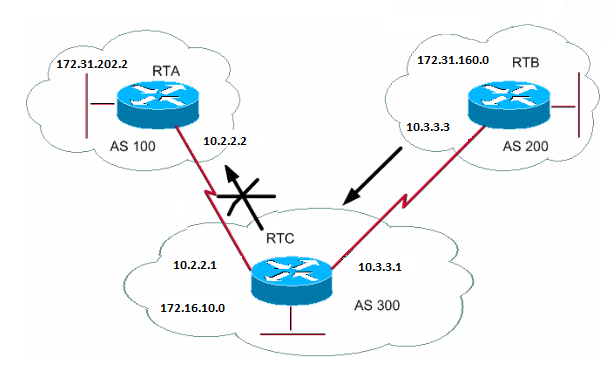 172.31.202.2
RTA
AS 100
10.2.2.2
172.31.160.0
RTB
10.3.3.3
AS 200
RTC
10.2.2.1
10.3.3.1
172.16.10.0
AS 300